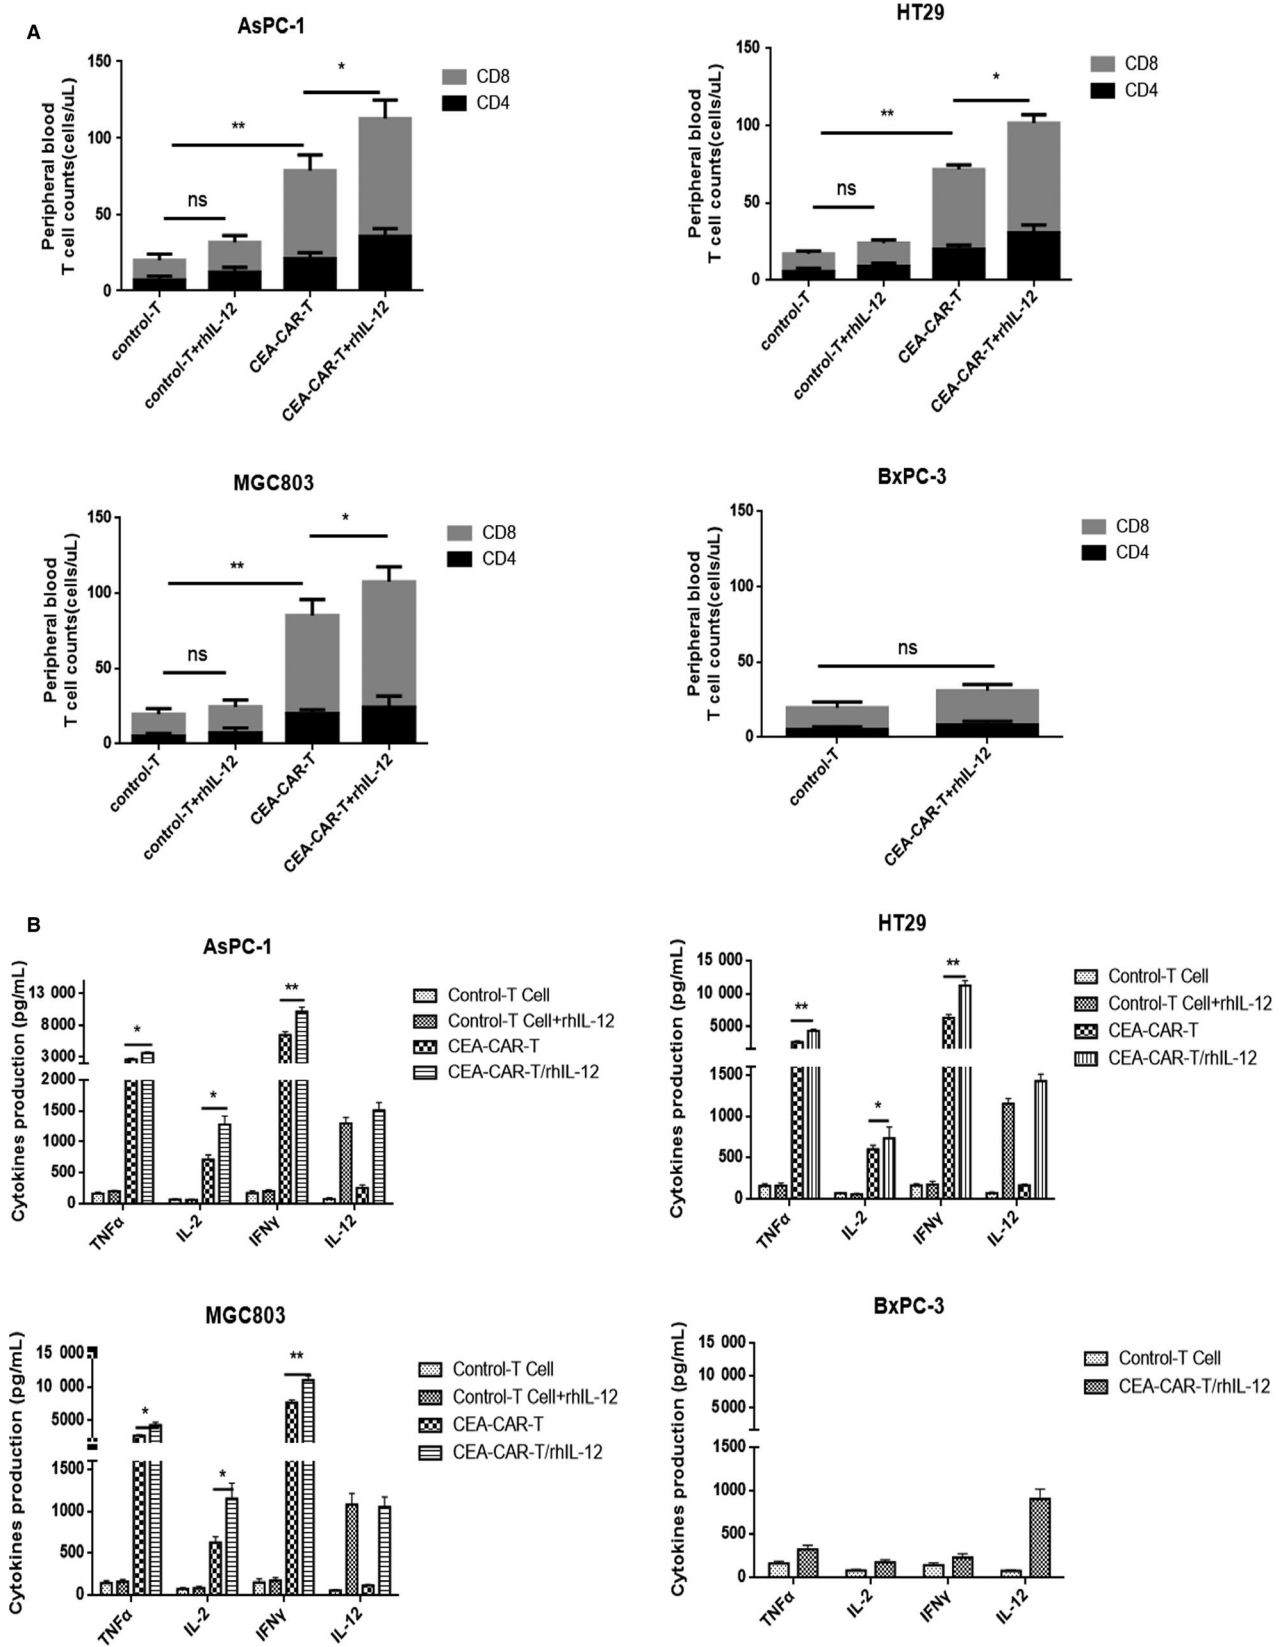 A
AsPC-1
Peripheral blood
T cell counts(cells/uL)
150
100
50
0
ns
**
*
CD8
CD4
control-T
control-T+rhIL-12
CEA-CAR-T
CEA-CAR-T+rhIL-12
HT29
Peripheral blood
T cell counts(cells/uL)
150
100
50
0
ns
**
*
CD8
CD4
control-T
control-T+rhIL-12
CEA-CAR-T
CEA-CAR-T+rhIL-12
MGC803
Peripheral blood
T cell counts(cells/uL)
150
100
50
0
ns
**
*
CD8
CD4
control-T
control-T+rhIL-12
CEA-CAR-T
CEA-CAR-T+rhIL-12
BxPC-3
Peripheral blood
T cell counts(cells/uL)
150
100
50
0
ns
CD8
CD4
control-T
CEA-CAR-T+rhIL-12
B
AsPC-1
Cytokines production (pg/mL)
13 000
8000
3000
2000
1500
1000
500
0
*
*
**
Control-T Cell
Control-T Cell+rhIL-12
CEA-CAR-T
CEA-CAR-T/rhIL-12
TNFα
IL-2
IFNγ
IL-12
HT29
Cytokines production (pg/mL)
15 000
10 000
5000
1500
1000
500
0
**
*
**
Control-T Cell
Control-T Cell+rhIL-12
CEA-CAR-T
CEA-CAR-T/rhIL-12
TNFα
IL-2
IFNγ
IL-12
MGC803
Cytokines production (pg/mL)
15 000
10 000
5000
1500
1000
500
0
*
*
**
Control-T Cell
Control-T Cell+rhIL-12
CEA-CAR-T
CEA-CAR-T/rhIL-12
TNFα
IL-2
IFNγ
IL-12
BxPC-3
Cytokines production (pg/mL)
15 000
10 000
5000
1500
1000
500
0
Control-T Cell
CEA-CAR-T/rhIL-12
TNFα
IL-2
IFNγ
IL-12